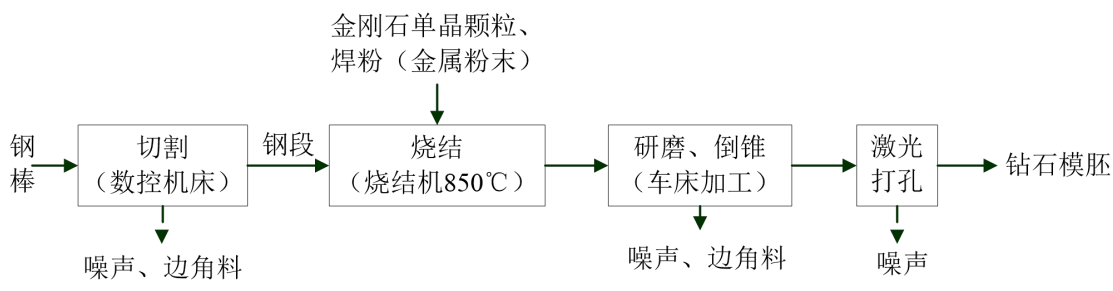 金刚石单晶颗粒、
焊粉（金属粉末）
钢
棒
切割
（数控机床）
钢段
烧结
（烧结机850℃）
研磨、倒锥
（车床加工）
激光
打孔
钻石模胚
噪声、边角料
噪声、边角料
噪声